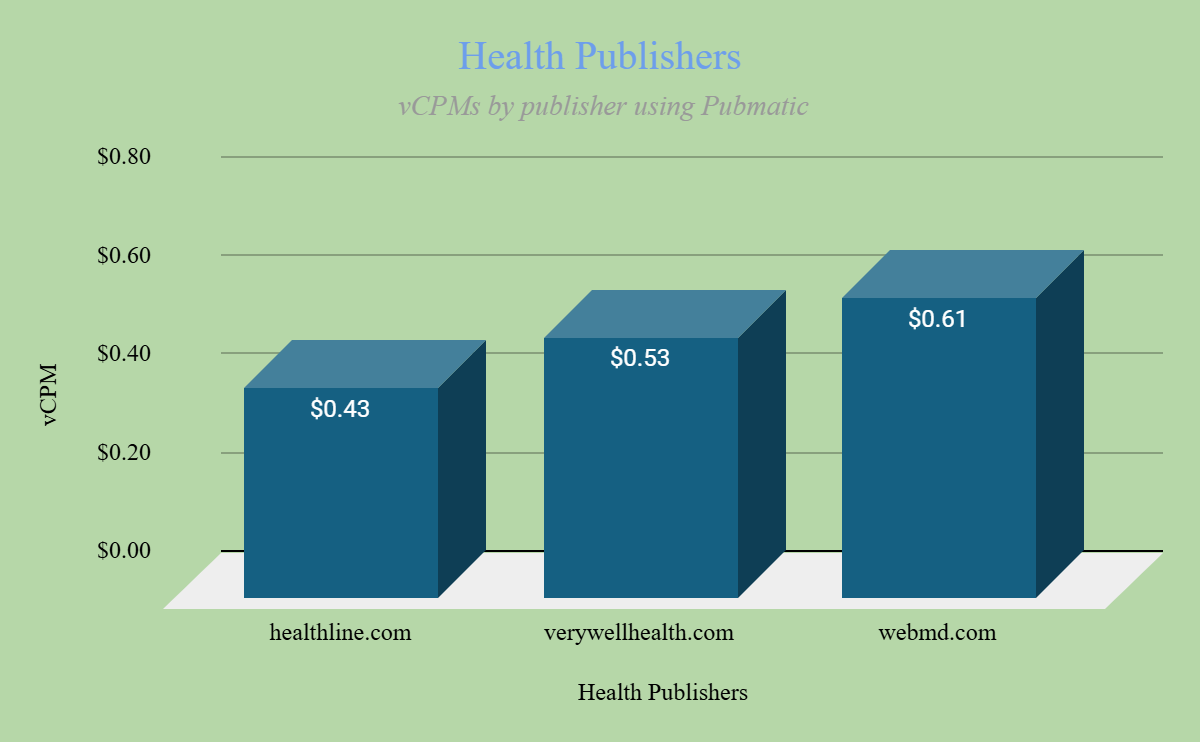 Health Publishers
vCPMs by publisher using Pubmatic
$0.80
$0.60
$0.40
$0.20
$0.00
vCPM
$0.43
$0.53
$0.61
healthline.com
verywellhealth.com
webmd.com
Health Publishers